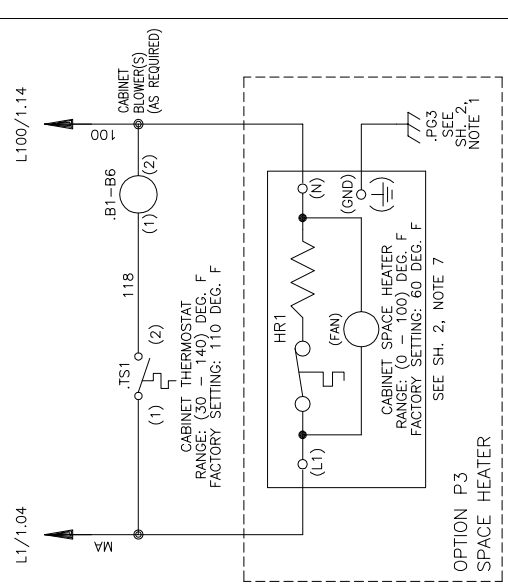 L1/1.04
MA
.TS1
(1)
(2)
118
.B1-B6
(1)
(2)
100
L100/1.14
CABINET
BLOWER(S)
(AS REQUIRED)
CABINET THERMOSTAT
RANGE: (30 - 140) DEG. F
FACTORY SETTING: 110 DEG. F
HR1
(L1)
(N)
(FAN)
(GND)
CABINET SPACE HEATER
RANGE: (0 - 100) DEG. F
FACTORY SETTING: 60 DEG. F
SEE SH. 2, NOTE 7
.PG3
SEE
SH. 2,
NOTE 1
OPTION P3
SPACE HEATER